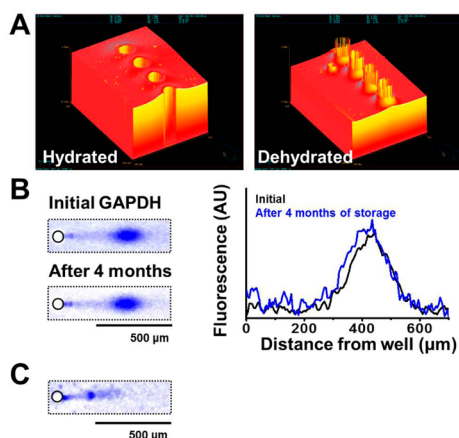 A
Hydrated
Dehydrated
B
Initial GAPDH
After 4 months
500 µm
Fluorescence (AU)
Initial
After 4 months of storage
0
200
400
600
Distance from well (µm)
C
500 µm